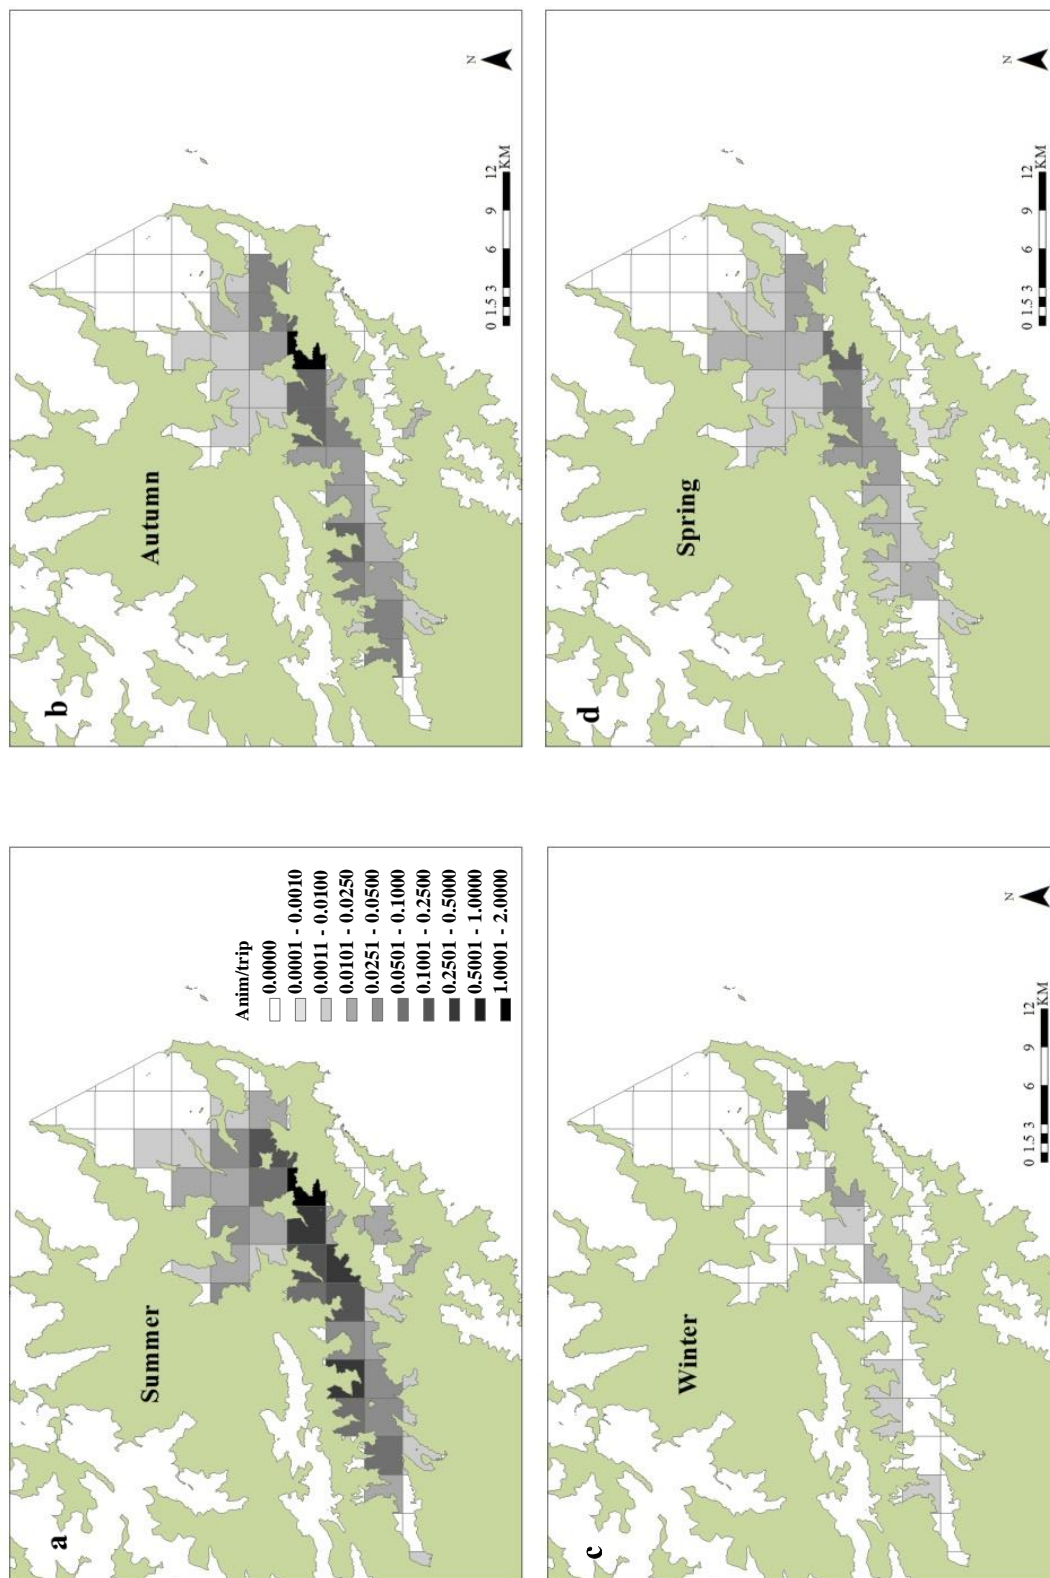 a
Summer
Anim/trip
0.0000
0.0001 - 0.0010
0.0011 - 0.0100
0.0101 - 0.0250
0.0251 - 0.0500
0.0501 - 0.1000
0.1001 - 0.2500
0.2501 - 0.5000
0.5001 - 1.0000
1.0001 - 2.0000
b
Autumn
N
0 1.5 3 6 9 12
KM
c
Winter
N
0 1.5 3 6 9 12
KM
d
Spring
N
0 1.5 3 6 9 12
KM